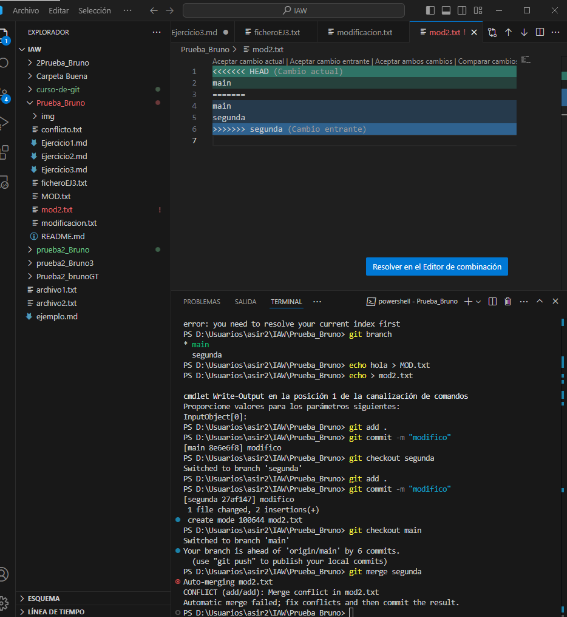 Archivo Editar Selección ··· IAW
EXPLORADOR ···
IAW
2Prueba_Bruno
Carpeta Buena
curso-de-git
Prueba_Bruno
img
conflicto.txt
Ejercicio1.md
Ejercicio2.md
Ejercicio3.md
ficheroEJ3.txt
MOD.txt
mod2.txt !
modificacion.txt
README.md
prueba2_Bruno
prueba2_Bruno3
Prueba2_brunoGT
archivo1.txt
archivo2.txt
ejemplo.md
ESQUEMA
LÍNEA DE TIEMPO
Ejercicio3.md ficheroEJ3.txt modificacion.txt mod2.txt !
Prueba_Bruno > mod2.txt
Aceptar cambio actual | Aceptar cambio entrante | Aceptar ambos cambios | Comparar cambios
1 <<<<<<< HEAD (Cambio actual)
2 main
3 =======
4 main
5 segunda
6 >>>>>>> segunda (Cambio entrante)
7
Resolver en el Editor de combinación
PROBLEMAS SALIDA TERMINAL ··· powershell - Prueba_Bruno
error: you need to resolve your current index first
PS D:\Usuarios\asir2\IAW\Prueba_Bruno> git branch
* main
segunda
PS D:\Usuarios\asir2\IAW\Prueba_Bruno> echo hola > MOD.txt
PS D:\Usuarios\asir2\IAW\Prueba_Bruno> echo > mod2.txt
cmdlet Write-Output en la posición 1 de la canalización de comandos
Proporcione valores para los parámetros siguientes:
InputObject[0]:
PS D:\Usuarios\asir2\IAW\Prueba_Bruno> git add .
PS D:\Usuarios\asir2\IAW\Prueba_Bruno> git commit -m "modifico"
[main 8e6e6f8] modifico
PS D:\Usuarios\asir2\IAW\Prueba_Bruno> git checkout segunda
Switched to branch 'segunda'
PS D:\Usuarios\asir2\IAW\Prueba_Bruno> git add .
PS D:\Usuarios\asir2\IAW\Prueba_Bruno> git commit -m "modifico"
[segunda 27af147] modifico
1 file changed, 2 insertions(+)
create mode 100644 mod2.txt
PS D:\Usuarios\asir2\IAW\Prueba_Bruno> git checkout main
Switched to branch 'main'
Your branch is ahead of 'origin/main' by 6 commits.
(use "git push" to publish your local commits)
PS D:\Usuarios\asir2\IAW\Prueba_Bruno> git merge segunda
Auto-merging mod2.txt
CONFLICT (add/add): Merge conflict in mod2.txt
Automatic merge failed; fix conflicts and then commit the result.
PS D:\Usuarios\asir2\IAW\Prueba_Bruno>